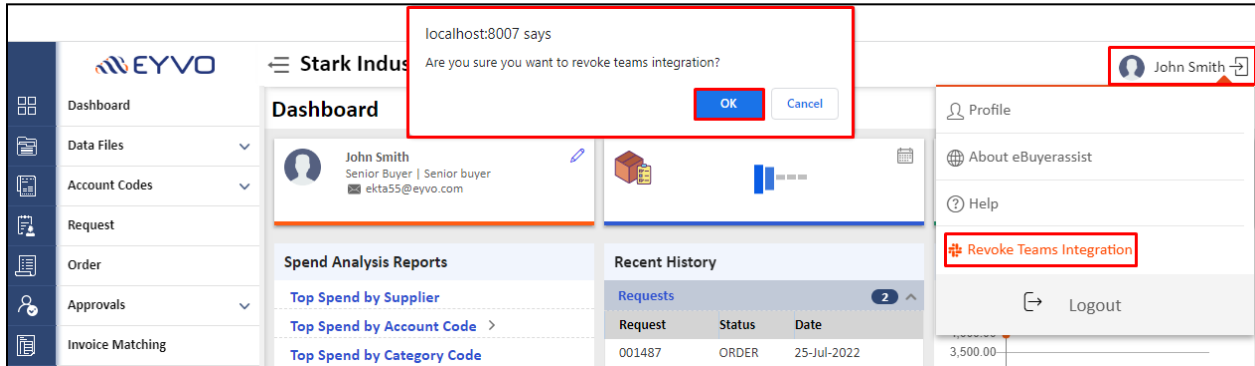 localhost:8007 says
Are you sure you want to revoke teams integration?
OK
Cancel
EYVO
Stark Indus
John Smith
Dashboard
Data Files
Account Codes
Request
Order
Approvals
Invoice Matching
Dashboard
John Smith
Senior Buyer | Senior buyer
ekta55@eyvo.com
Profile
About eBuyerassist
Help
Revoke Teams Integration
Logout
Spend Analysis Reports
Top Spend by Supplier
Top Spend by Account Code >
Top Spend by Category Code
Recent History
Requests 2
Request Status Date
001487 ORDER 25-Jul-2022
3,500.00